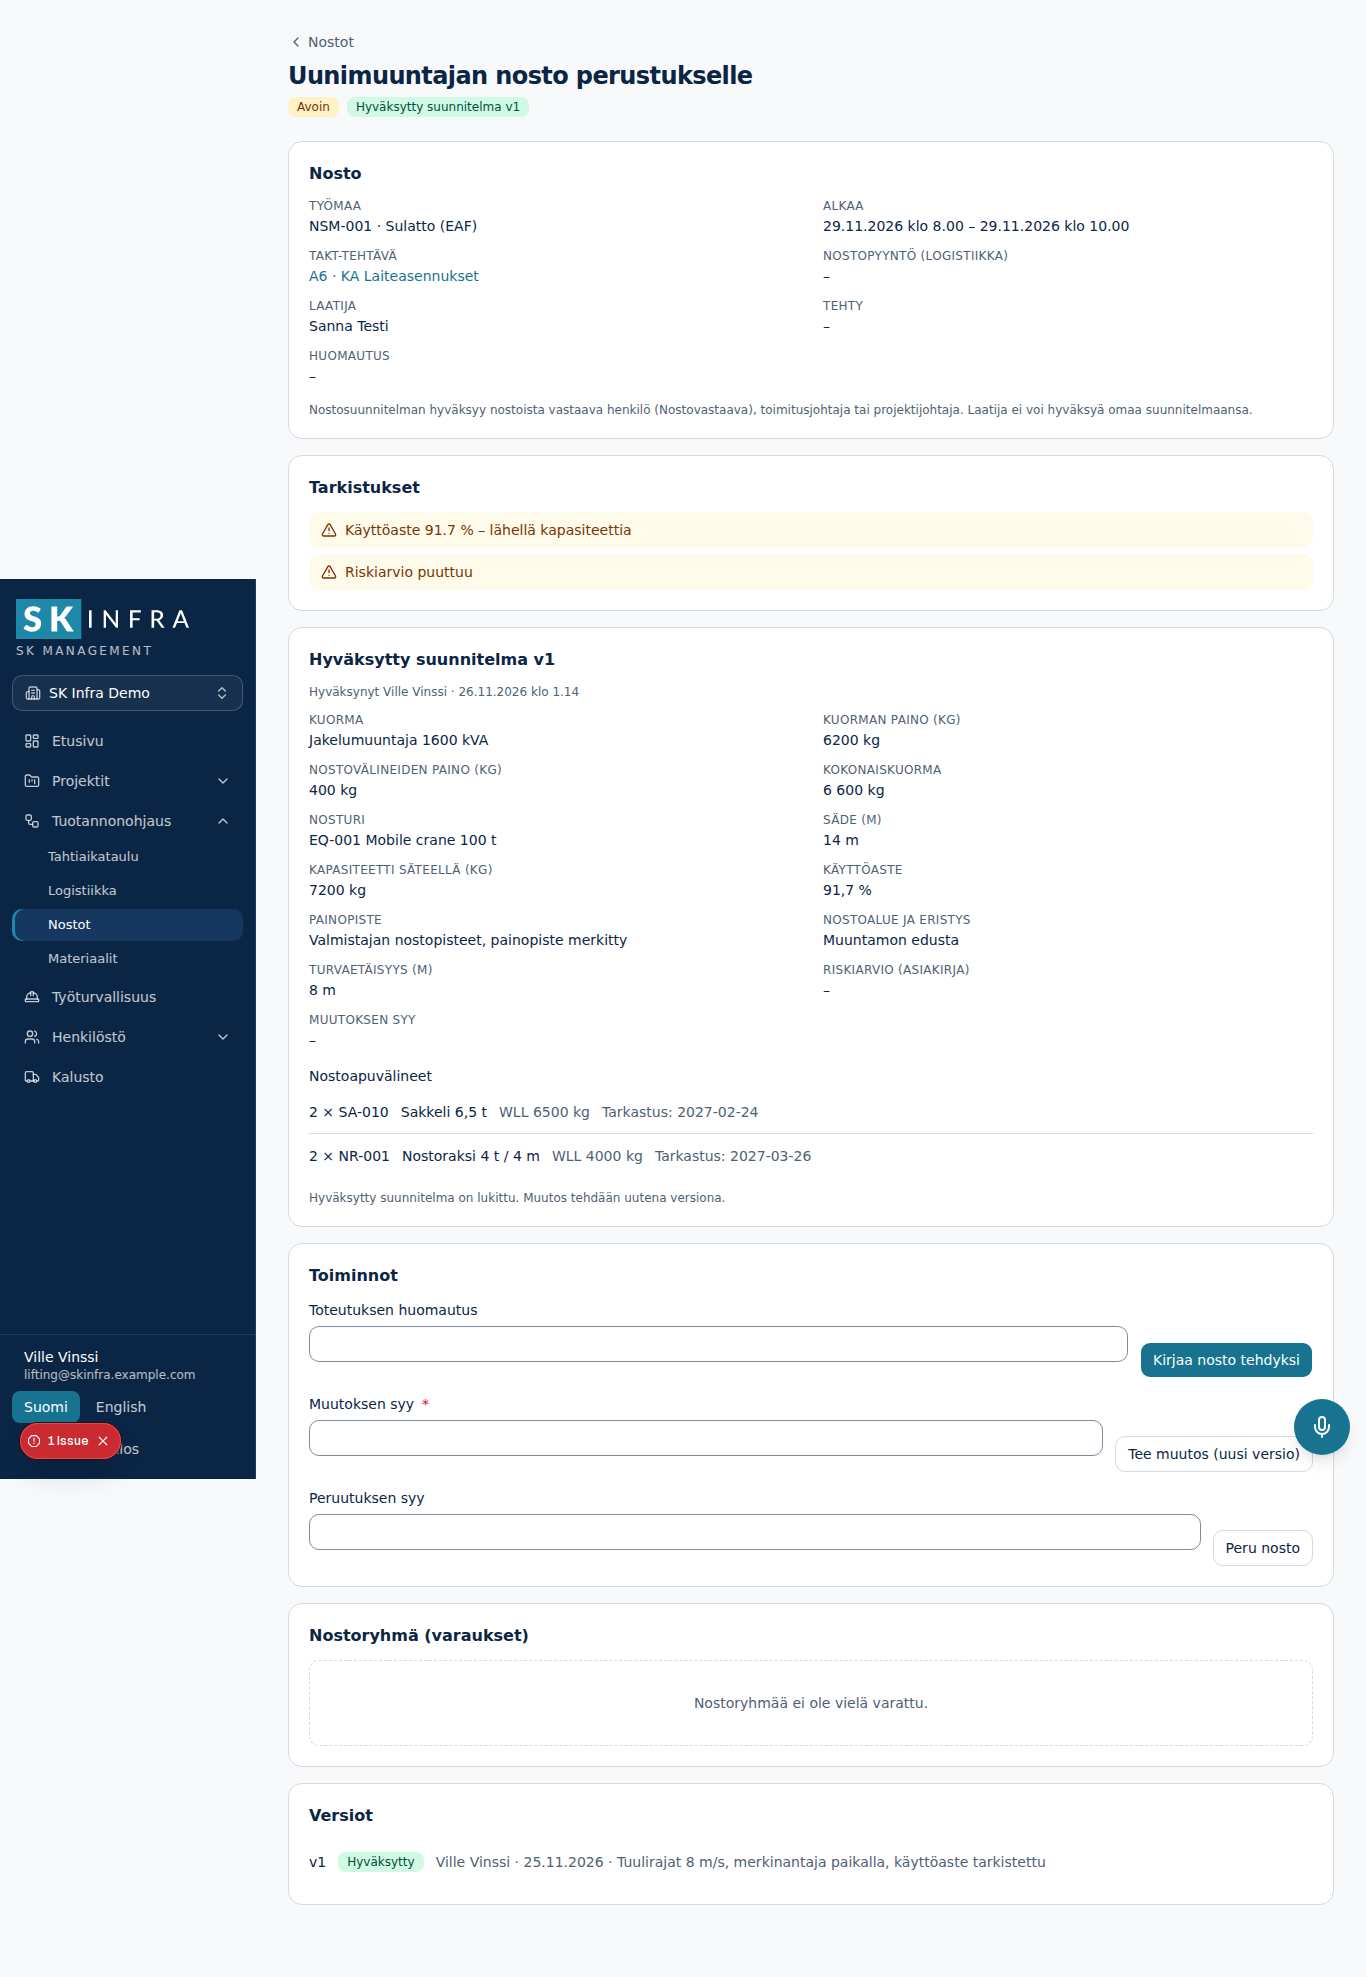 Nostot
Uunimuuntajan nosto perustukselle
Avoin Hyväksytty suunnitelma v1
Nosto
TYÖMAA
NSM-001 · Sulatto (EAF)
ALKAA
29.11.2026 klo 8.00 – 29.11.2026 klo 10.00
TAKT-TEHTÄVÄ
A6 · KA Laiteasennukset
NOSTOPYYNTÖ (LOGISTIIKKA)
–
LAATIJA
Sanna Testi
TEHTY
–
HUOMAUTUS
–
Nostosuunnitelman hyväksyy nostoista vastaava henkilö (Nostovastaava), toimitusjohtaja tai projektijohtaja. Laatija ei voi hyväksyä omaa suunnitelmaansa.
Tarkistukset
Käyttöaste 91.7 % – lähellä kapasiteettia
Riskiarvio puuttuu
SK INFRA
SK MANAGEMENT
SK Infra Demo
Etusivu
Projektit
Tuotannonohjaus
Tahtiaikataulu
Logistiikka
Nostot
Materiaalit
Työturvallisuus
Henkilöstö
Kalusto
Ville Vinssi
lifting@skinfra.example.com
Suomi English
1 Issue
los
Hyväksytty suunnitelma v1
Hyväksynyt Ville Vinssi · 26.11.2026 klo 1.14
KUORMA
Jakelumuuntaja 1600 kVA
KUORMAN PAINO (KG)
6200 kg
NOSTOVÄLINEIDEN PAINO (KG)
400 kg
KOKONAISKUORMA
6 600 kg
NOSTURI
EQ-001 Mobile crane 100 t
SÄDE (M)
14 m
KAPASITEETTI SÄTEELLÄ (KG)
7200 kg
KÄYTTÖASTE
91,7 %
PAINOPISTE
Valmistajan nostopisteet, painopiste merkitty
NOSTOALUE JA ERISTYS
Muuntamon edusta
TURVAETÄISYYS (M)
8 m
RISKIARVIO (ASIAKIRJA)
–
MUUTOKSEN SYY
–
Nostoapuvälineet
2 × SA-010 Sakkeli 6,5 t WLL 6500 kg Tarkastus: 2027-02-24
2 × NR-001 Nostoraksi 4 t / 4 m WLL 4000 kg Tarkastus: 2027-03-26
Hyväksytty suunnitelma on lukittu. Muutos tehdään uutena versiona.
Toiminnot
Toteutuksen huomautus
Kirjaa nosto tehdyksi
Muutoksen syy *
Tee muutos (uusi versio)
Peruutuksen syy
Peru nosto
Nostoryhmä (varaukset)
Nostoryhmää ei ole vielä varattu.
Versiot
v1 Hyväksytty Ville Vinssi · 25.11.2026 · Tuulirajat 8 m/s, merkinantaja paikalla, käyttöaste tarkistettu